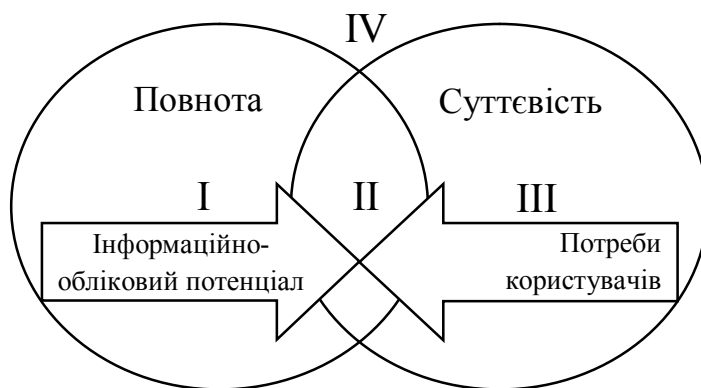 IV
Повнота
Суттєвість
I
II
III
Інформаційно-
обліковий потенціал
Потреби
користувачів